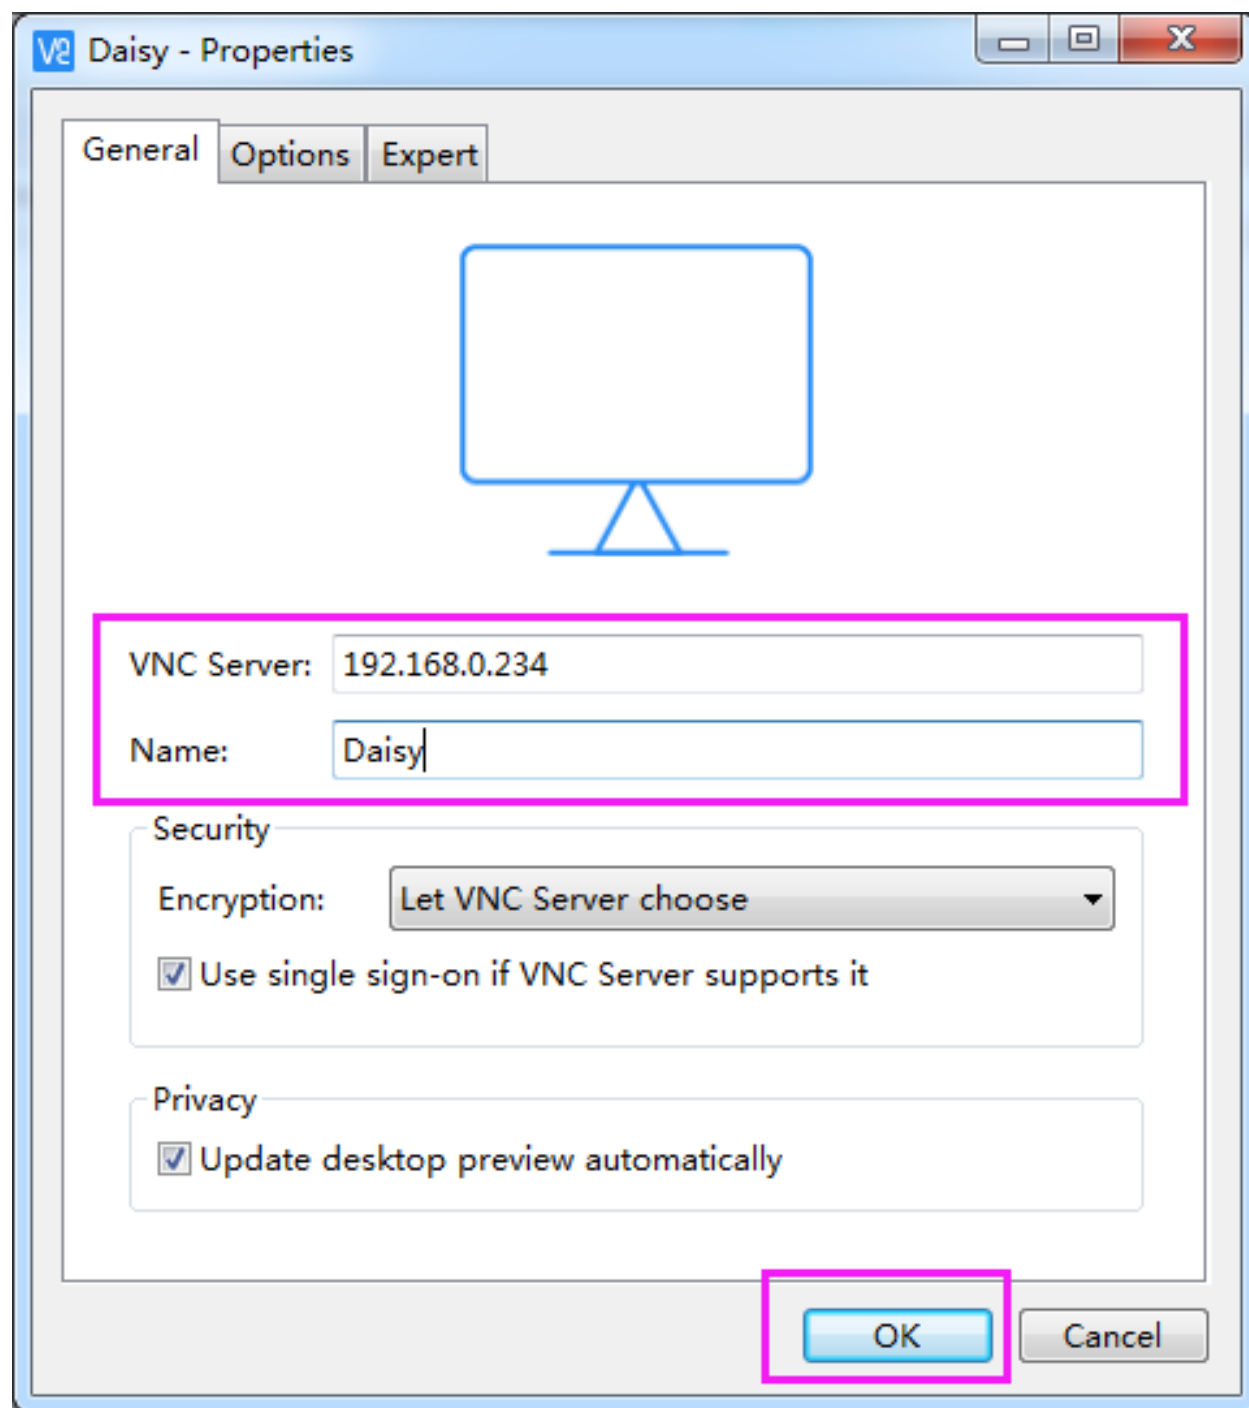 V2 Daisy - Properties
General Options Expert
VNC Server: 192.168.0.234
Name: Daisy
Security
Encryption: Let VNC Server choose
Use single sign-on if VNC Server supports it
Privacy
Update desktop preview automatically
OK Cancel